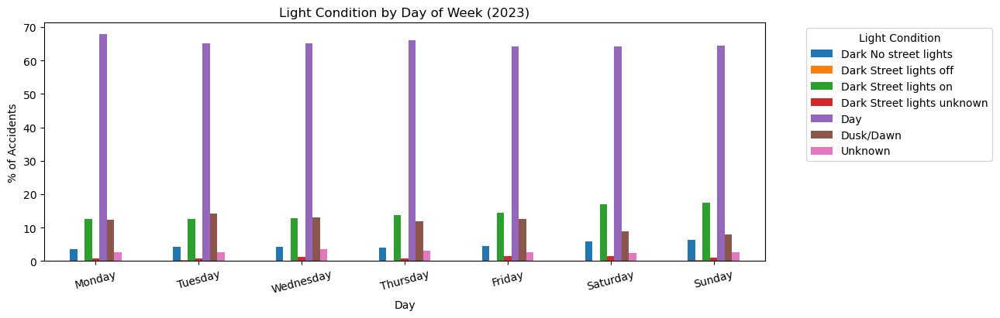 Light Condition by Day of Week (2023)
% of Accidents
70
60
50
40
30
20
10
0
Monday
Tuesday
Wednesday
Thursday
Friday
Saturday
Sunday
Day
Light Condition
Dark No street lights
Dark Street lights off
Dark Street lights on
Dark Street lights unknown
Day
Dusk/Dawn
Unknown